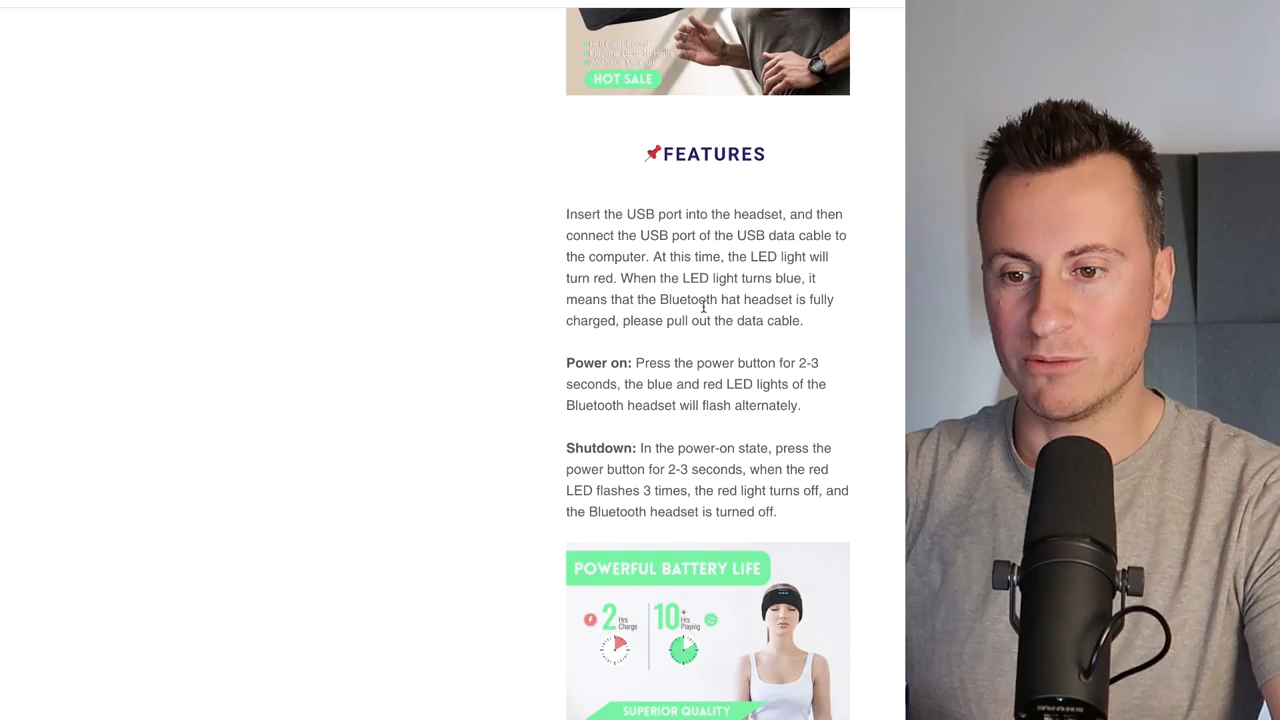 HOT SALE
📌FEATURES
Insert the USB port into the headset, and then
connect the USB port of the USB data cable to
the computer. At this time, the LED light will
turn red. When the LED light turns blue, it
means that the Bluetooth hat headset is fully
charged, please pull out the data cable.
Power on: Press the power button for 2-3
seconds, the blue and red LED lights of the
Bluetooth headset will flash alternately.
Shutdown: In the power-on state, press the
power button for 2-3 seconds, when the red
LED flashes 3 times, the red light turns off, and
the Bluetooth headset is turned off.
POWERFUL BATTERY LIFE
2 Hrs Charge
10+ Hrs Playing
SUPERIOR QUALITY